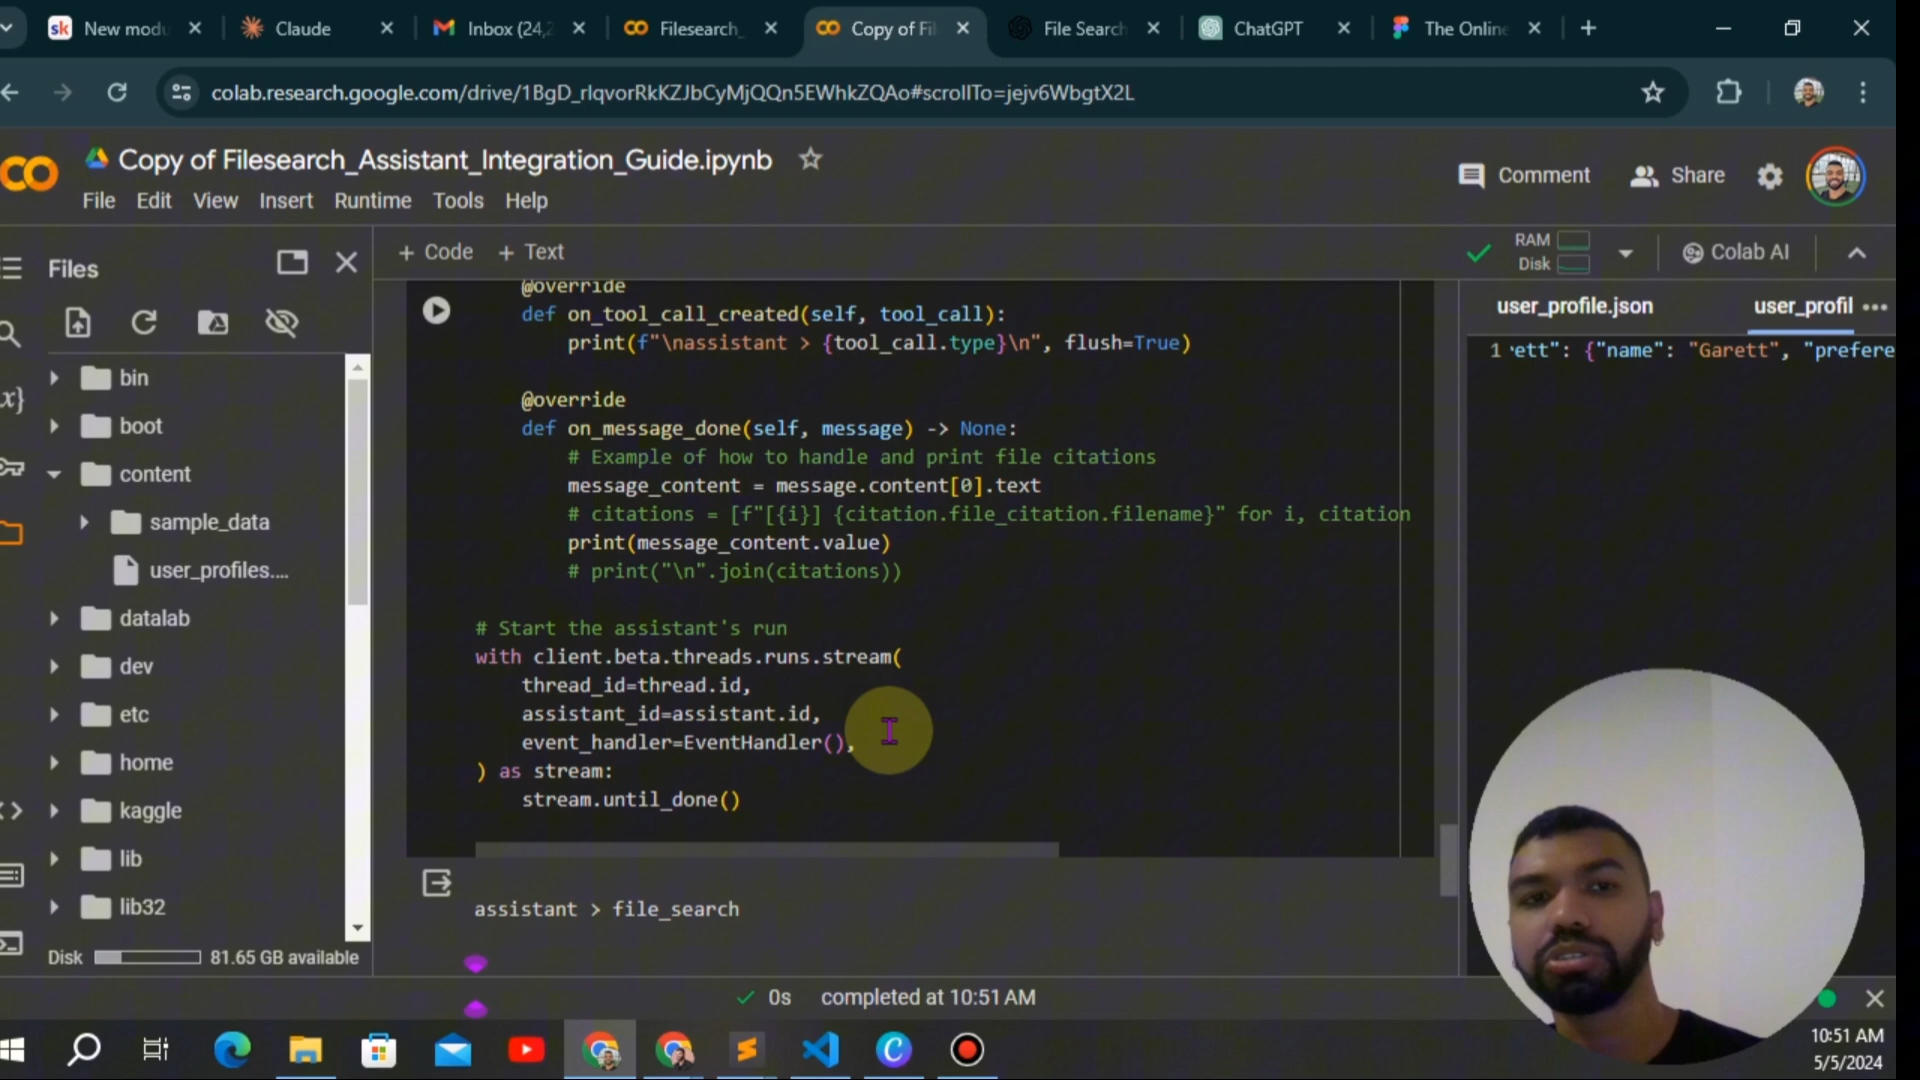 sk New modu
Claude
Inbox (24,2
Filesearch_
Copy of Fil
File Search
ChatGPT
The Online
colab.research.google.com/drive/1BgD_rlqvorRkKZJbCyMjQQn5EWhkZQAo#scrollTo=jejv6WbgtX2L
Copy of Filesearch_Assistant_Integration_Guide.ipynb
Comment
Share
File Edit View Insert Runtime Tools Help
Files
+ Code + Text
RAM
Disk
Colab AI
@override
def on_tool_call_created(self, tool_call):
print(f"\nassistant > {tool_call.type}\n", flush=True)
@override
def on_message_done(self, message) -> None:
# Example of how to handle and print file citations
message_content = message.content[0].text
# citations = [f"[{i}] {citation.file_citation.filename}" for i, citation
print(message_content.value)
# print("\n".join(citations))
# Start the assistant's run
with client.beta.threads.runs.stream(
thread_id=thread.id,
assistant_id=assistant.id,
event_handler=EventHandler(),
) as stream:
stream.until_done()
assistant > file_search
user_profile.json
user_profil
1 ett": {"name": "Garett", "prefere
bin
boot
content
sample_data
user_profiles....
datalab
dev
etc
home
kaggle
lib
lib32
Disk
81.65 GB available
0s completed at 10:51 AM
10:51 AM
5/5/2024